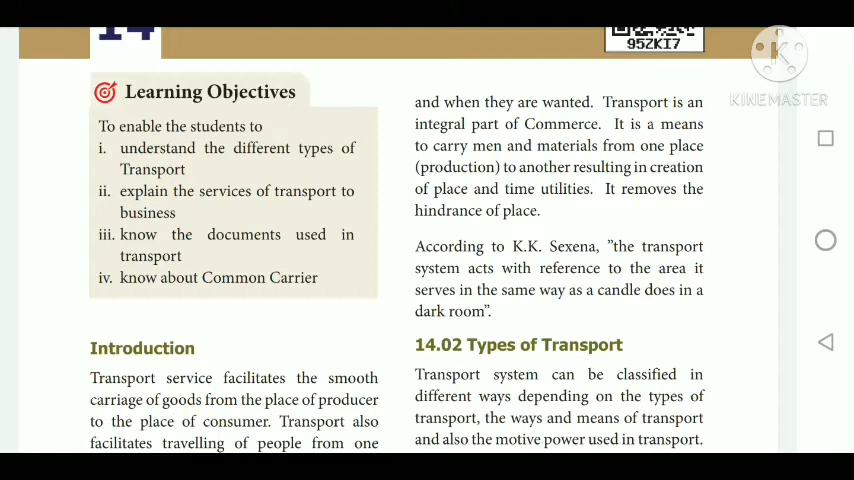 14
95ZKI7
K
KINEMASTER
Learning Objectives
To enable the students to
i. understand the different types of
Transport
ii. explain the services of transport to
business
iii. know the documents used in
transport
iv. know about Common Carrier
Introduction
Transport service facilitates the smooth
carriage of goods from the place of producer
to the place of consumer. Transport also
facilitates travelling of people from one
and when they are wanted. Transport is an
integral part of Commerce. It is a means
to carry men and materials from one place
(production) to another resulting in creation
of place and time utilities. It removes the
hindrance of place.
According to K.K. Sexena, ”the transport
system acts with reference to the area it
serves in the same way as a candle does in a
dark room”.
14.02 Types of Transport
Transport system can be classified in
different ways depending on the types of
transport, the ways and means of transport
and also the motive power used in transport.